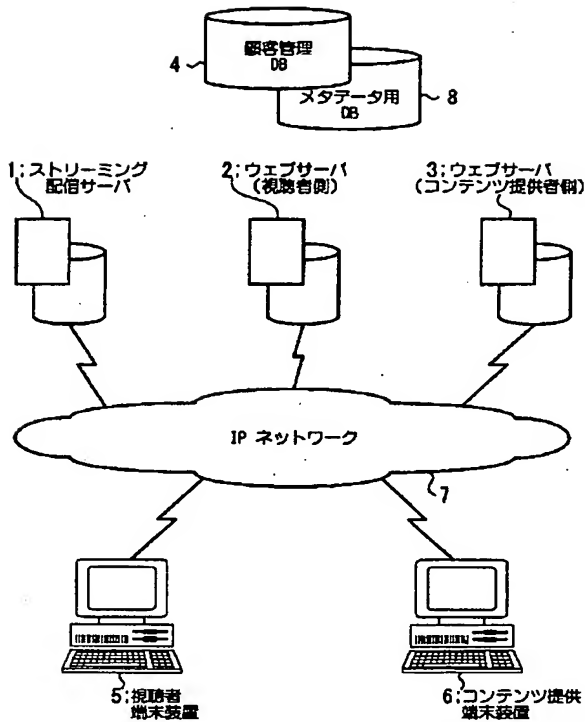 顧客管理
DB
4
メタデータ用
DB
8
1;ストリーミング
配信サーバ
2;ウェブサーバ
(視聴者側)
3;ウェブサーバ
(コンテンツ提供者側)
IP ネットワーク
7
5;視聴者
端末装置
6;コンテンツ提供
端末装置